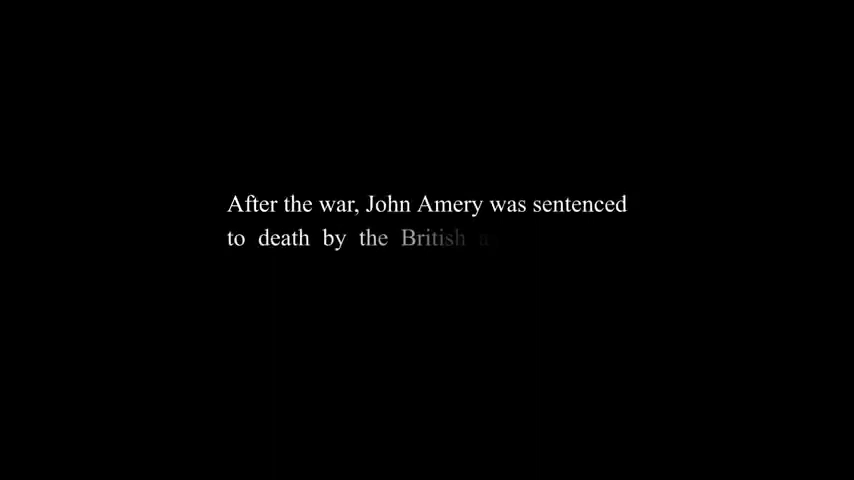 After the war, John Amery was sentenced
to death by the British